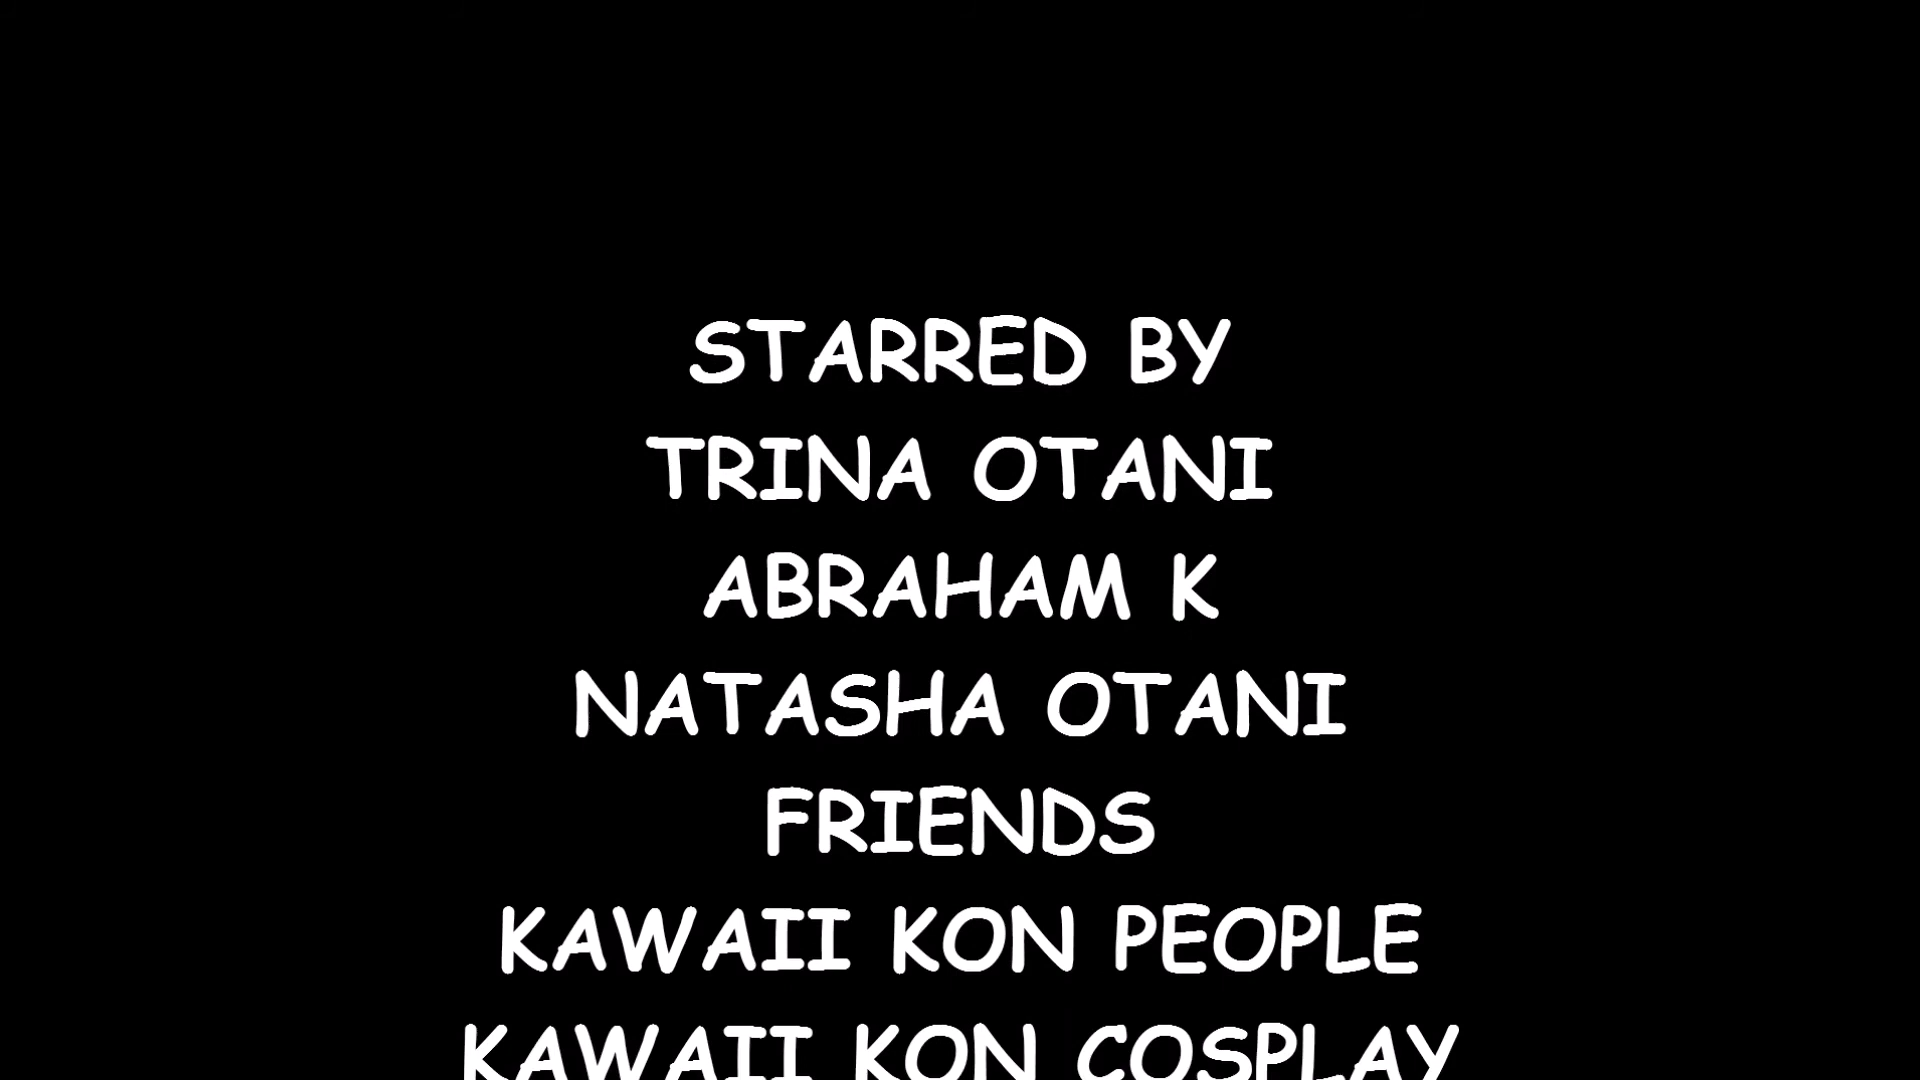 STARRED BY
TRINA OTANI
ABRAHAM K
NATASHA OTANI
FRIENDS
KAWAII KON PEOPLE
KAWAII KON COSPLAY